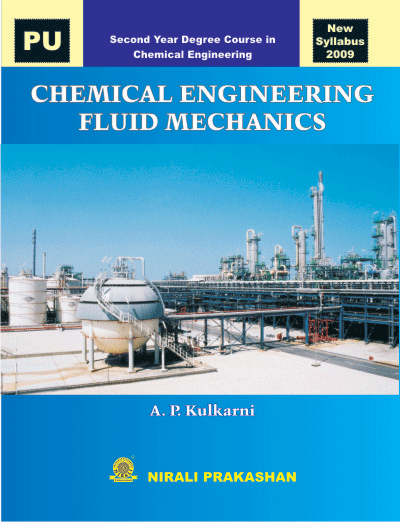 PU
Second Year Degree Course in
Chemical Engineering
New
Syllabus
2009
CHEMICAL ENGINEERING
FLUID MECHANICS
A. P. Kulkarni
NIRALI PRAKASHAN